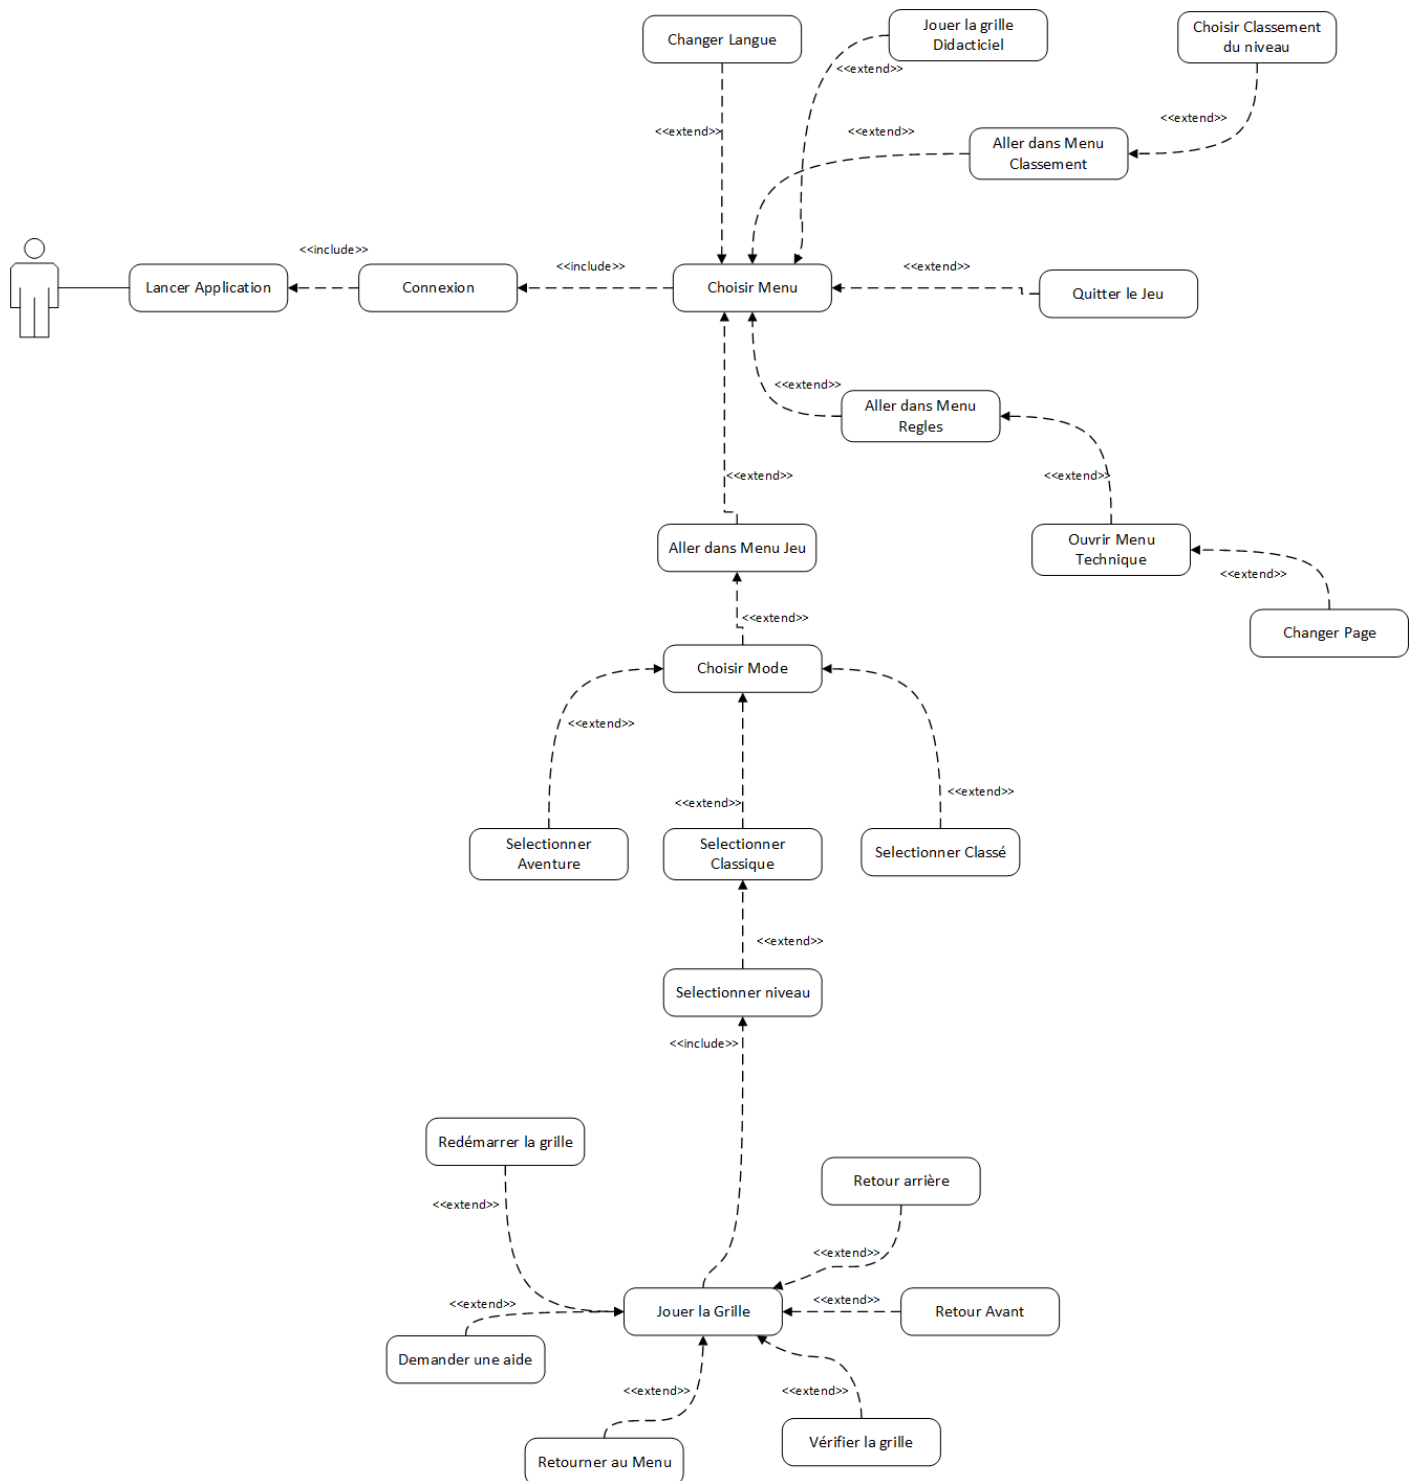 Changer Langue
Jouer la grille
Didacticiel
Choisir Classement
du niveau
<<extend>>
<<extend>>
<<extend>>
<<extend>>
Aller dans Menu
Classement
<<include>>
<<include>>
<<extend>>
Lancer Application
Connexion
Choisir Menu
Quitter le Jeu
<<extend>>
Aller dans Menu
Regles
<<extend>>
<<extend>>
Aller dans Menu Jeu
Ouvrir Menu
Technique
<<extend>>
<<extend>>
Changer Page
Choisir Mode
<<extend>>
<<extend>>
<<extend>>
Selectionner
Aventure
Selectionner
Classique
Selectionner Classé
<<extend>>
Selectionner niveau
<<include>>
Redémarrer la grille
Retour arrière
<<extend>>
<<extend>>
<<extend>>
<<extend>>
Jouer la Grille
Retour Avant
Demander une aide
<<extend>>
<<extend>>
Retourner au Menu
Vérifier la grille